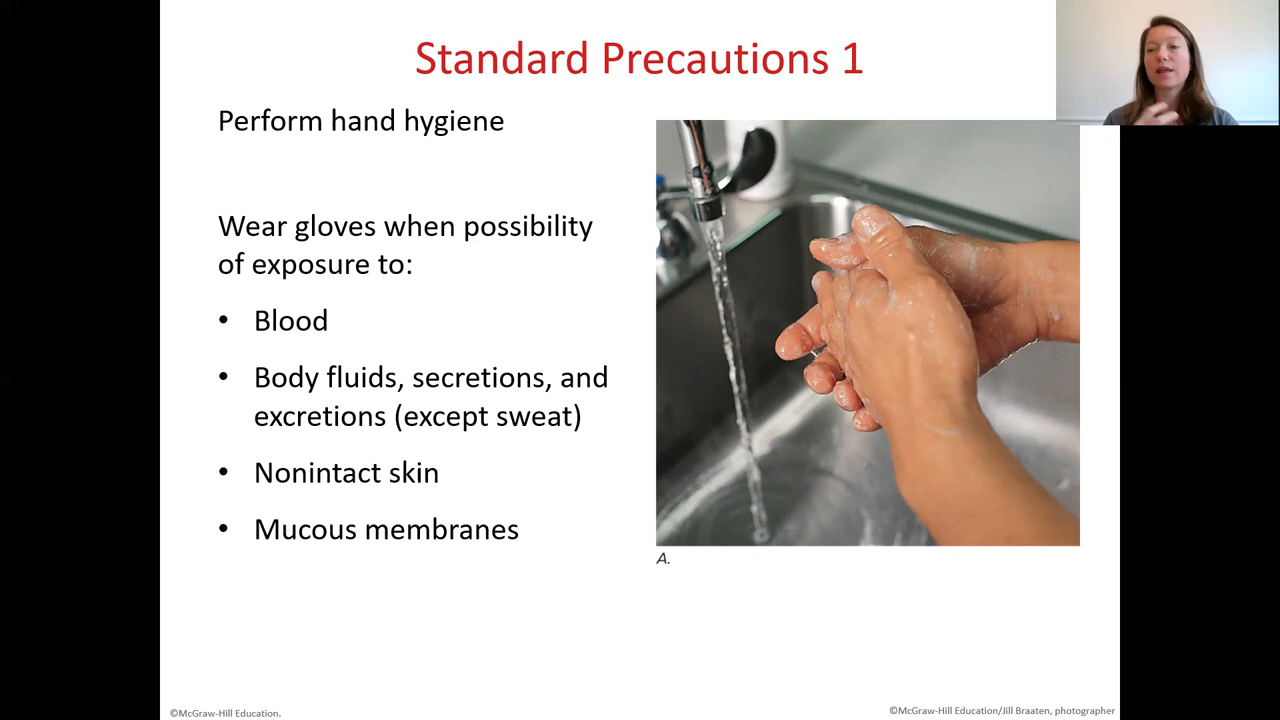 Standard Precautions 1
Perform hand hygiene
Wear gloves when possibility
of exposure to:
• Blood
• Body fluids, secretions, and
excretions (except sweat)
• Nonintact skin
• Mucous membranes
A.
©McGraw-Hill Education.
©McGraw-Hill Education/Jill Braaten, photographer